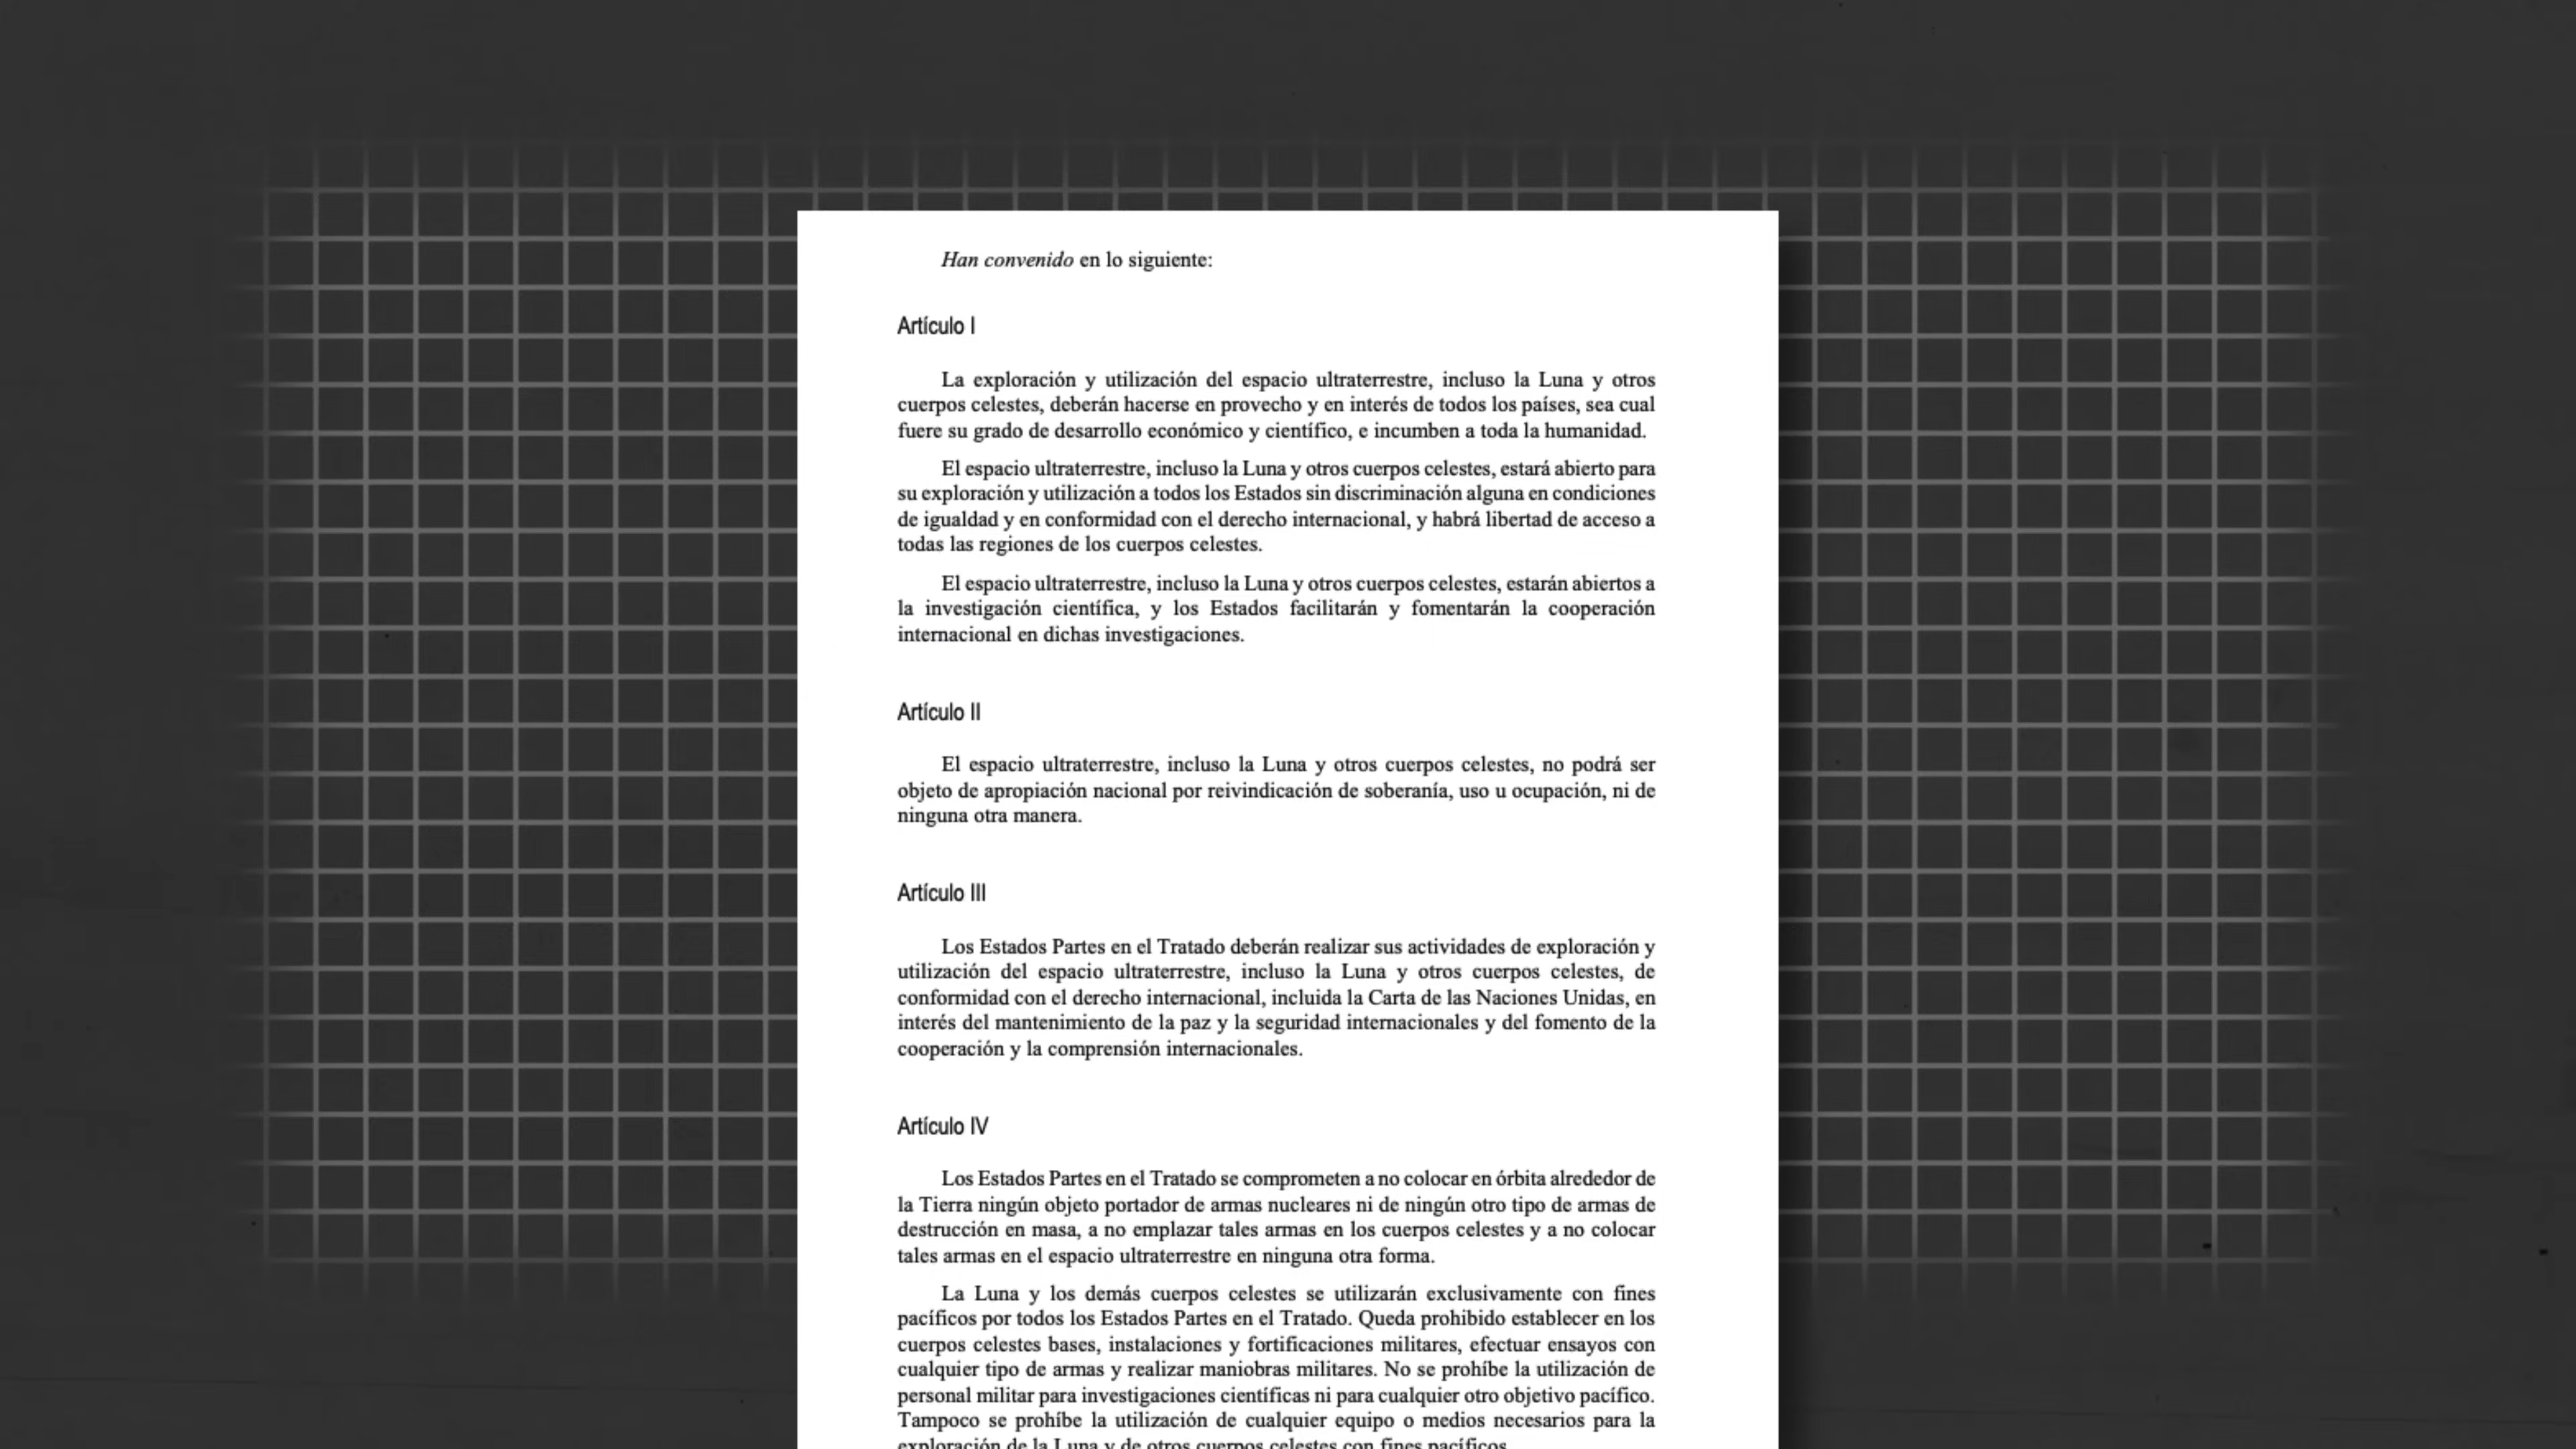 Han convenido en lo siguiente:
Artículo I
La exploración y utilización del espacio ultraterrestre, incluso la Luna y otros
cuerpos celestes, deberán hacerse en provecho y en interés de todos los países, sea cual
fuere su grado de desarrollo económico y científico, e incumben a toda la humanidad.
El espacio ultraterrestre, incluso la Luna y otros cuerpos celestes, estará abierto para
su exploración y utilización a todos los Estados sin discriminación alguna en condiciones
de igualdad y en conformidad con el derecho internacional, y habrá libertad de acceso a
todas las regiones de los cuerpos celestes.
El espacio ultraterrestre, incluso la Luna y otros cuerpos celestes, estarán abiertos a
la investigación científica, y los Estados facilitarán y fomentarán la cooperación
internacional en dichas investigaciones.
Artículo II
El espacio ultraterrestre, incluso la Luna y otros cuerpos celestes, no podrá ser
objeto de apropiación nacional por reivindicación de soberanía, uso u ocupación, ni de
ninguna otra manera.
Artículo III
Los Estados Partes en el Tratado deberán realizar sus actividades de exploración y
utilización del espacio ultraterrestre, incluso la Luna y otros cuerpos celestes, de
conformidad con el derecho internacional, incluida la Carta de las Naciones Unidas, en
interés del mantenimiento de la paz y la seguridad internacionales y del fomento de la
cooperación y la comprensión internacionales.
Artículo IV
Los Estados Partes en el Tratado se comprometen a no colocar en órbita alrededor de
la Tierra ningún objeto portador de armas nucleares ni de ningún otro tipo de armas de
destrucción en masa, a no emplazar tales armas en los cuerpos celestes y a no colocar
tales armas en el espacio ultraterrestre en ninguna otra forma.
La Luna y los demás cuerpos celestes se utilizarán exclusivamente con fines
pacíficos por todos los Estados Partes en el Tratado. Queda prohibido establecer en los
cuerpos celestes bases, instalaciones y fortificaciones militares, efectuar ensayos con
cualquier tipo de armas y realizar maniobras militares. No se prohíbe la utilización de
personal militar para investigaciones científicas ni para cualquier otro objetivo pacífico.
Tampoco se prohíbe la utilización de cualquier equipo o medios necesarios para la
exploración de la Luna y de otros cuerpos celestes con fines pacíficos.